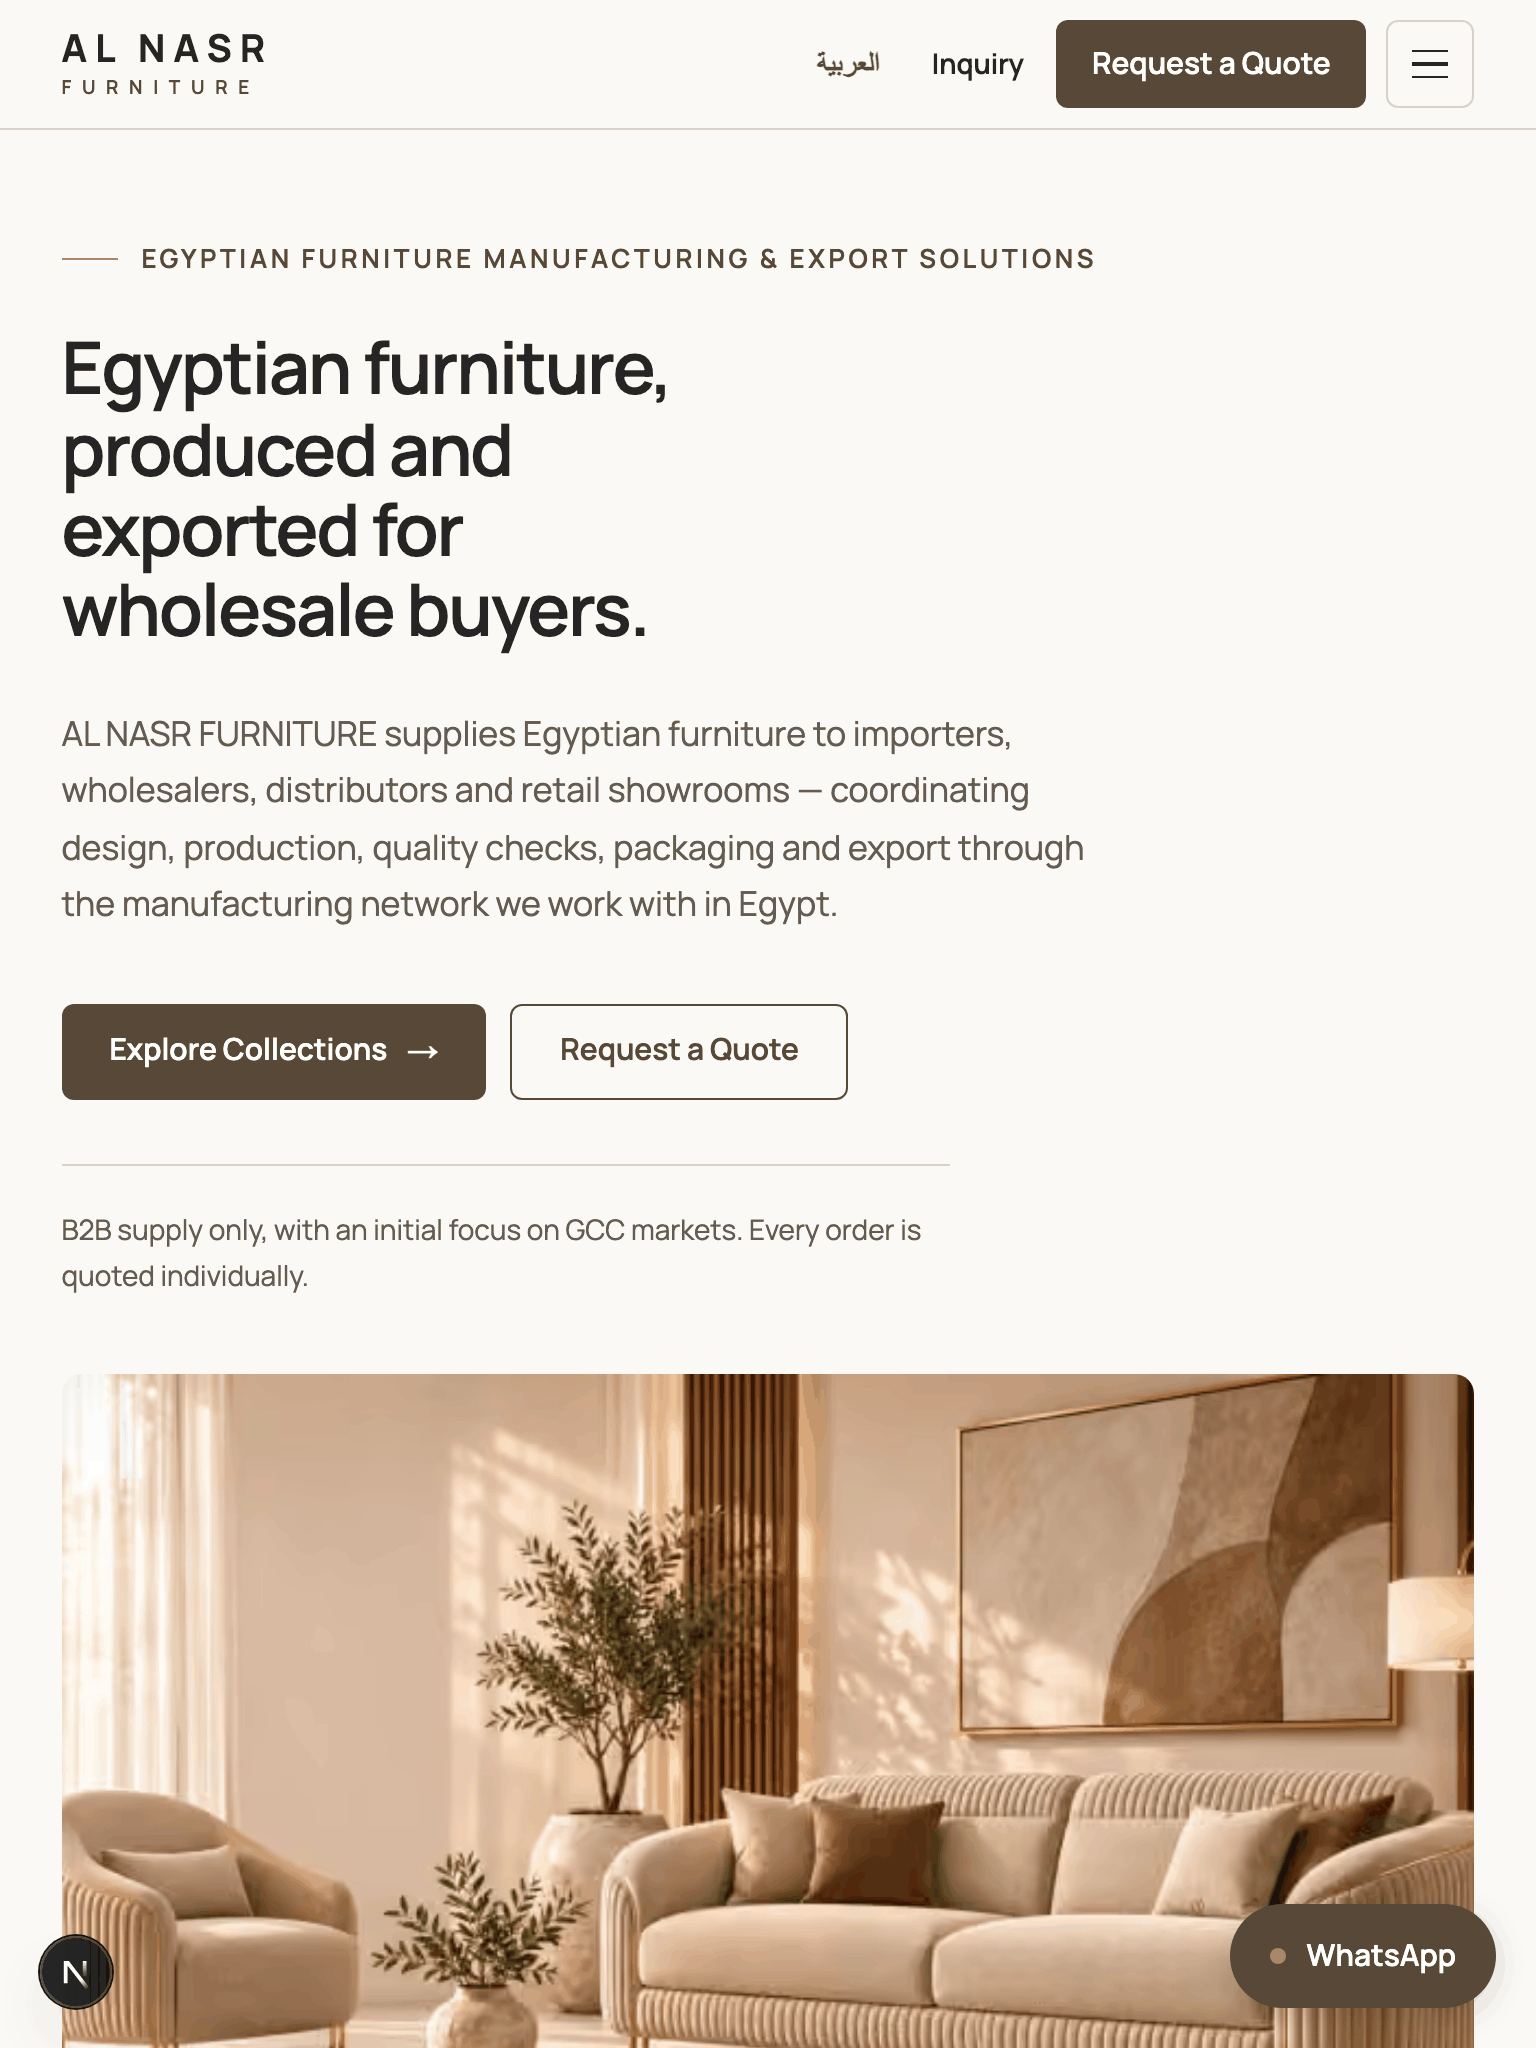 AL NASR
FURNITURE
العربية
Inquiry
Request a Quote
EGYPTIAN FURNITURE MANUFACTURING & EXPORT SOLUTIONS
Egyptian furniture,
produced and
exported for
wholesale buyers.
AL NASR FURNITURE supplies Egyptian furniture to importers,
wholesalers, distributors and retail showrooms — coordinating
design, production, quality checks, packaging and export through
the manufacturing network we work with in Egypt.
Explore Collections →
Request a Quote
B2B supply only, with an initial focus on GCC markets. Every order is
quoted individually.
N
WhatsApp